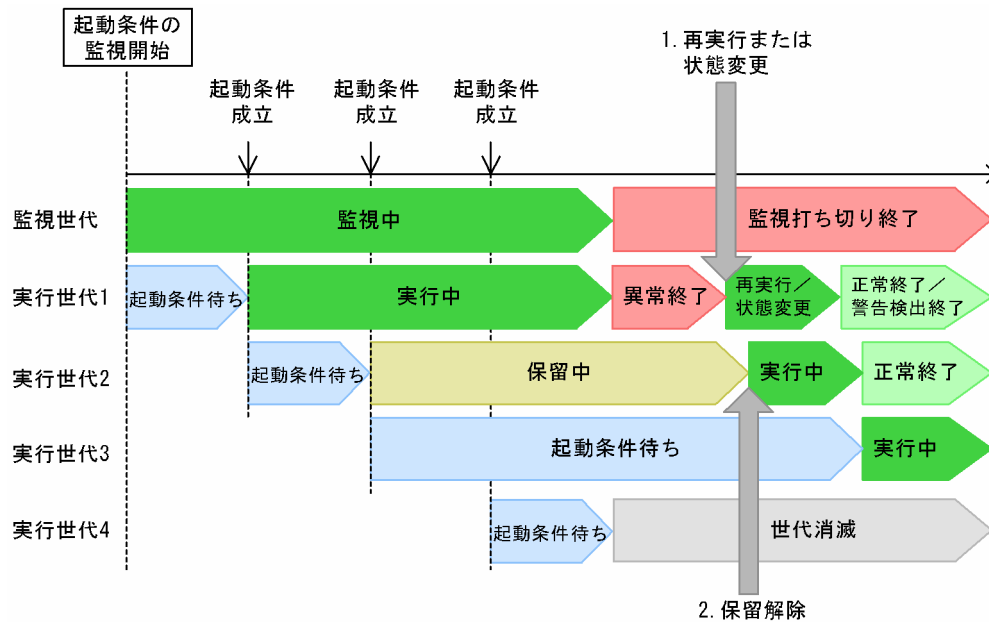 起動条件の
監視開始
1. 再実行または
状態変更
起動条件
成立
起動条件
成立
起動条件
成立
監視世代
監視中
監視打ち切り終了
実行世代1
起動条件待ち
実行中
異常終了
再実行／
状態変更
正常終了／
警告検出終了
実行世代2
起動条件待ち
保留中
実行中
正常終了
実行世代3
起動条件待ち
実行中
実行世代4
起動条件待ち
世代消滅
2. 保留解除